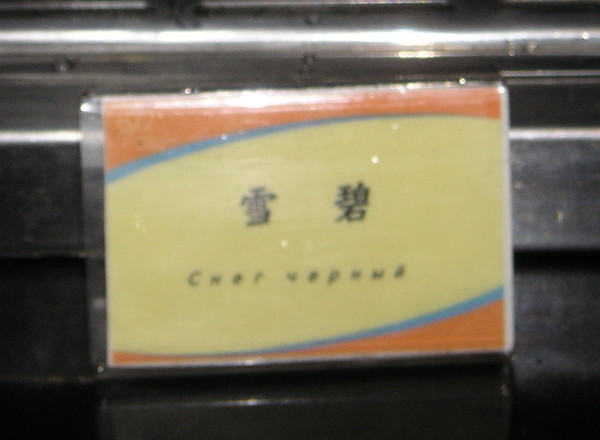 雪 碧
Снег черный